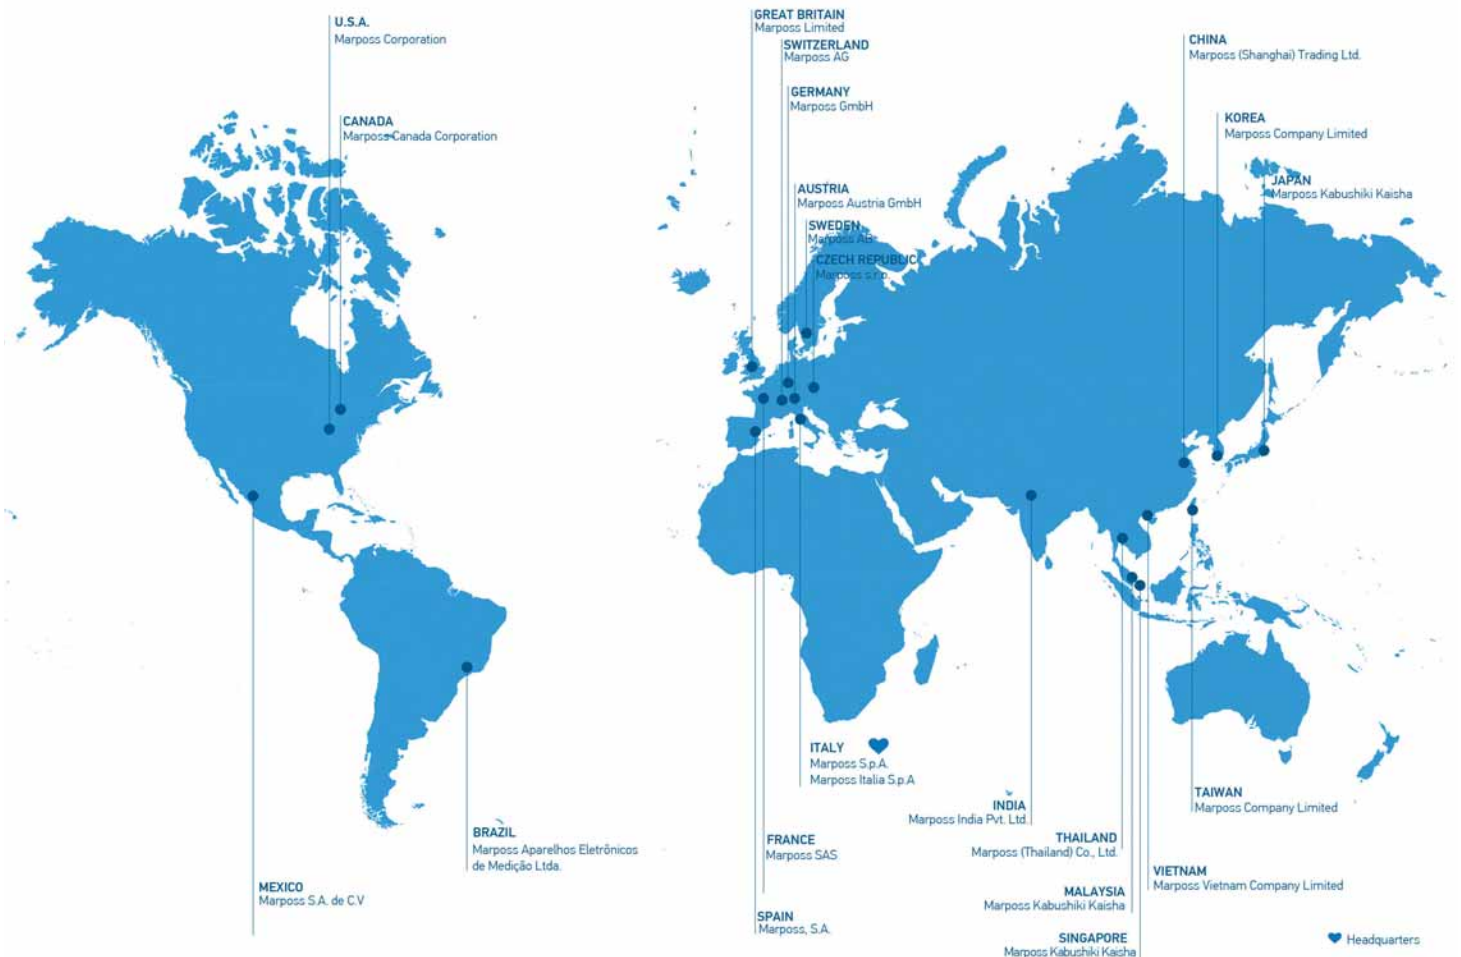 U.S.A.
Marposs Corporation
CANADA
Marposs Canada Corporation
GREAT BRITAIN
Marposs Limited
SWITZERLAND
Marposs AG
GERMANY
Marposs GmbH
AUSTRIA
Marposs Austria GmbH
SWEDEN
Marposs AB
CZECH REPUBLIC
Marposs s.r.o.
CHINA
Marposs (Shanghai) Trading Ltd.
KOREA
Marposs Company Limited
JAPAN
Marposs Kabushiki Kaisha
ITALY
Marposs S.p.A.
Marposs Italia S.p.A
INDIA
Marposs India Pvt. Ltd.
TAIWAN
Marposs Company Limited
BRAZIL
Marposs Aparelhos Eletrônicos
de Medição Ltda.
FRANCE
Marposs SAS
THAILAND
Marposs (Thailand) Co., Ltd.
VIETNAM
Marposs Vietnam Company Limited
MEXICO
Marposs S.A. de C.V
MALAYSIA
Marposs Kabushiki Kaisha
SPAIN
Marposs, S.A.
SINGAPORE
Marposs Kabushiki Kaisha
Headquarters